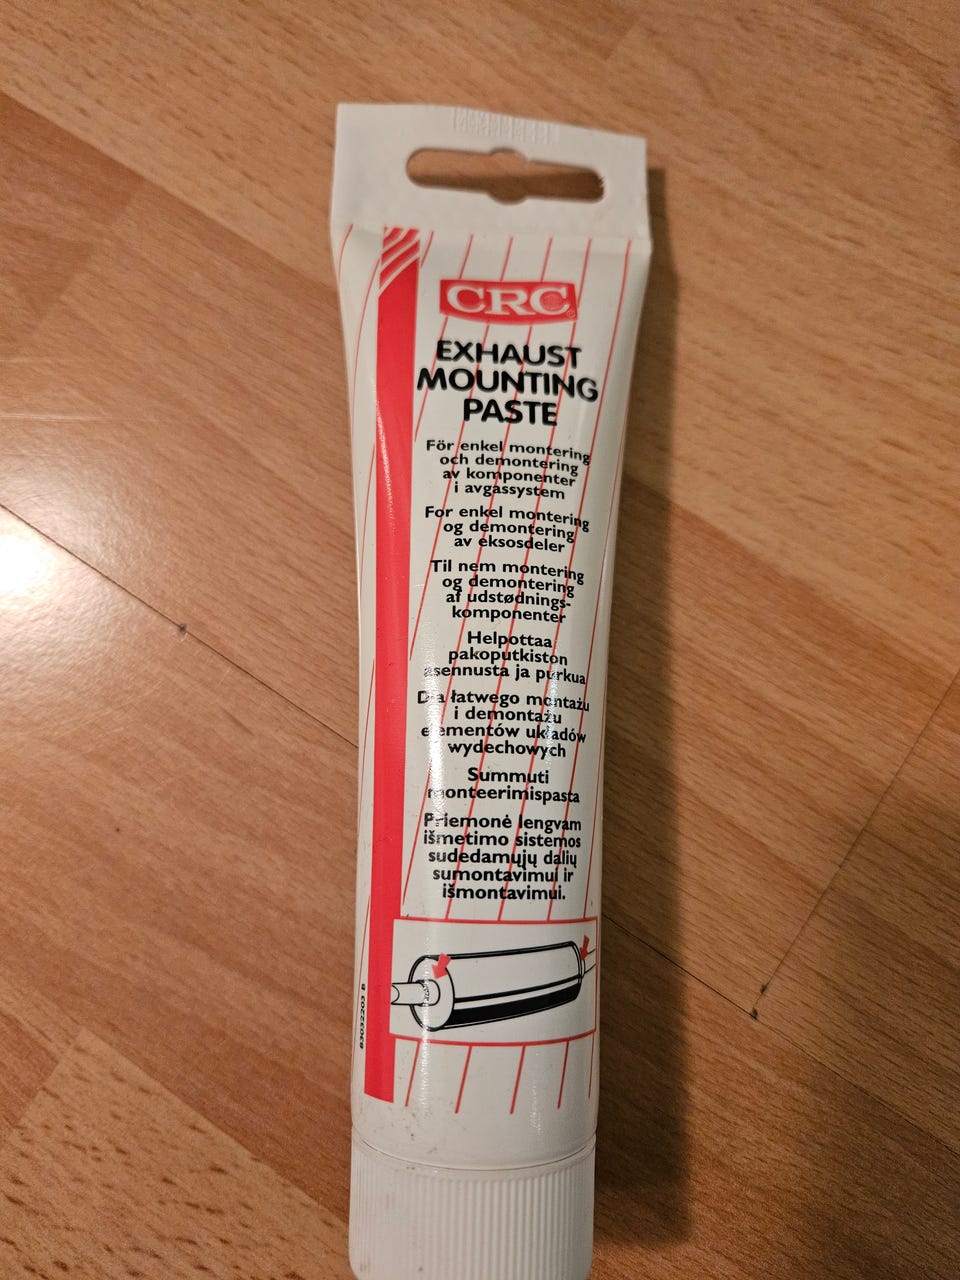 CRC
EXHAUST
MOUNTING
PASTE
För enkel montering
och demontering
av komponenter
i avgassystem
For enkel montering
og demontering
av eksosdeler
Til nem montering
og demontering
af udstødnings-
komponenter
Helpottaa
pakoputkiston
asennusta ja purkua
Dla łatwego montażu
i demontażu
elementów układów
wydechowych
Summuti
monteerimispasta
Priemonė lengvam
išmetimo sistemos
sudedamųjų dalių
sumontavimui ir
išmontavimui.